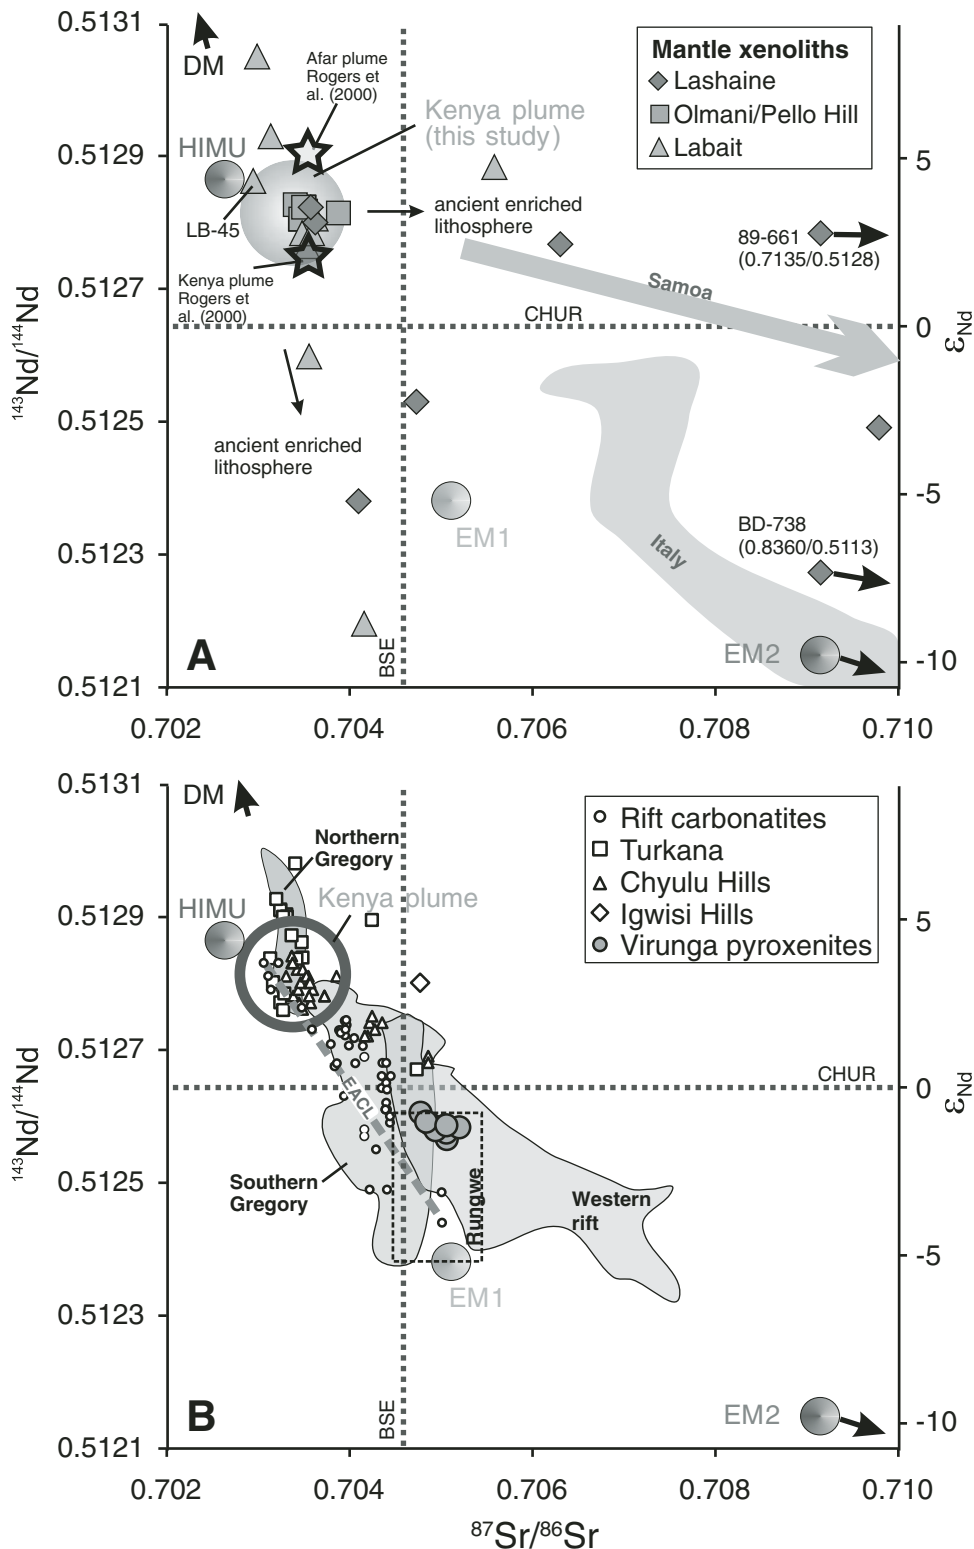 0.5131
0.5129
0.5127
0.5125
0.5123
0.5121
¹⁴³Nd/¹⁴⁴Nd
DM
Afar plume
Rogers et
al. (2000)
Kenya plume
(this study)
Mantle xenoliths
Lashaine
Olmani/Pello Hill
Labait
HIMU
LB-45
ancient enriched
lithosphere
89-661
(0.7135/0.5128)
Kenya plume
Rogers et
al. (2000)
Samoa
CHUR
ancient enriched
lithosphere
EM1
Italy
BD-738
(0.8360/0.5113)
EM2
BSE
A
5
0
-5
-10
εNd
0.702
0.704
0.706
0.708
0.710
0.5131
0.5129
0.5127
0.5125
0.5123
0.5121
¹⁴³Nd/¹⁴⁴Nd
DM
Northern
Gregory
Kenya plume
Rift carbonatites
Turkana
Chyulu Hills
Igwisi Hills
Virunga pyroxenites
HIMU
CHUR
EACL
Southern
Gregory
Rungwe
Western
rift
EM1
EM2
BSE
B
5
0
-5
-10
εNd
0.702
0.704
0.706
0.708
0.710
⁸⁷Sr/⁸⁶Sr